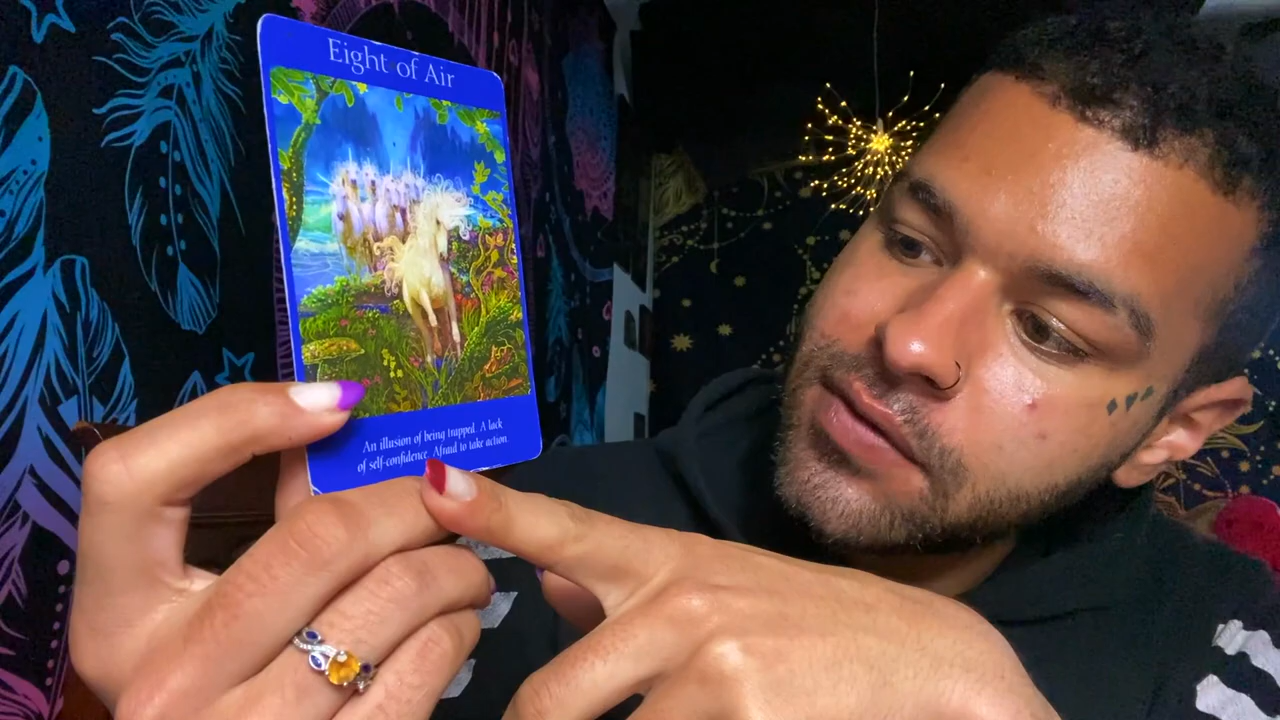 Eight of Air
An illusion of being trapped. A lack
of self-confidence. Afraid to take action.